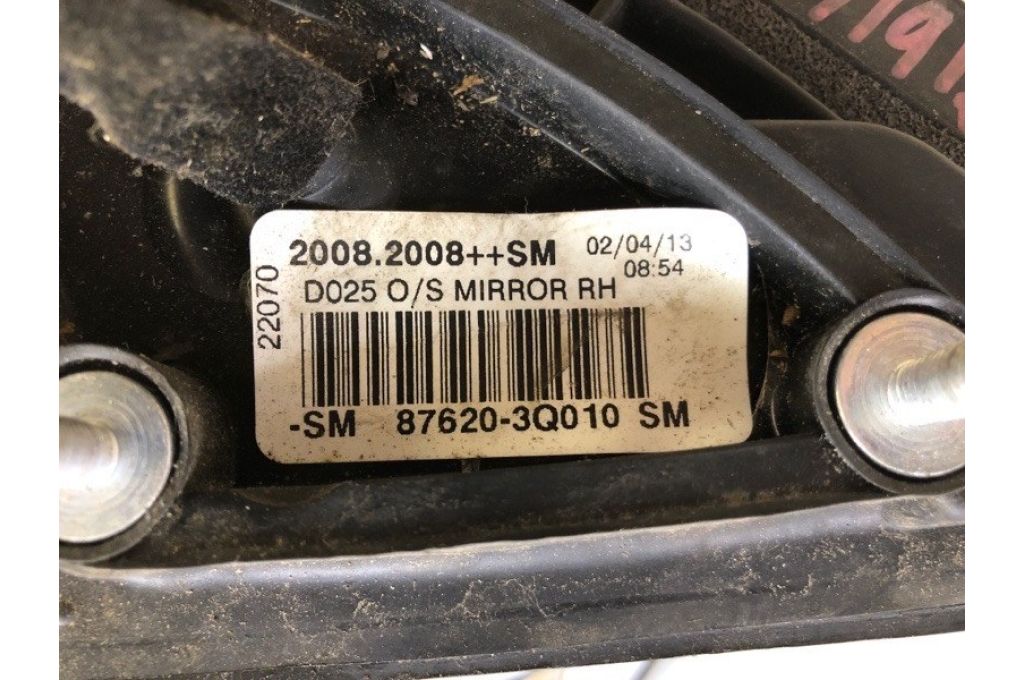 2008.2008++SM 02/04/13
08:54
D025 O/S MIRROR RH
22070
-SM 87620-3Q010 SM